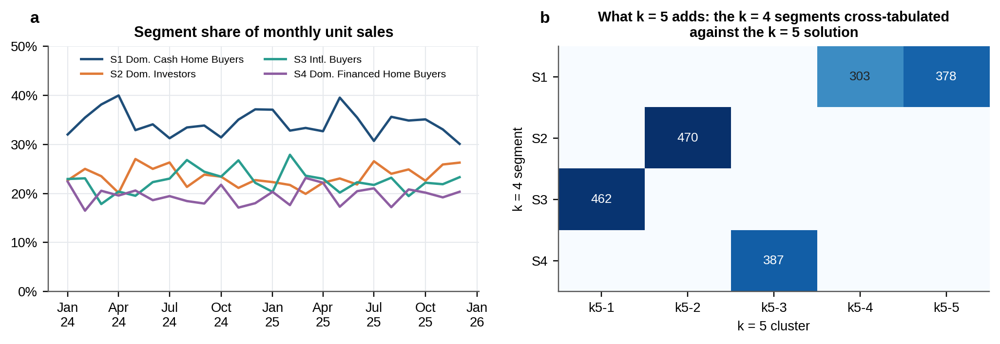 a
Segment share of monthly unit sales
50%
40%
30%
20%
10%
0%
S1 Dom. Cash Home Buyers
S2 Dom. Investors
S3 Intl. Buyers
S4 Dom. Financed Home Buyers
Jan
24
Apr
24
Jul
24
Oct
24
Jan
25
Apr
25
Jul
25
Oct
25
Jan
26
b
What k = 5 adds: the k = 4 segments cross-tabulated
against the k = 5 solution
k = 4 segment
S1
S2
S3
S4
303
378
470
462
387
k5-1
k5-2
k5-3
k5-4
k5-5
k = 5 cluster